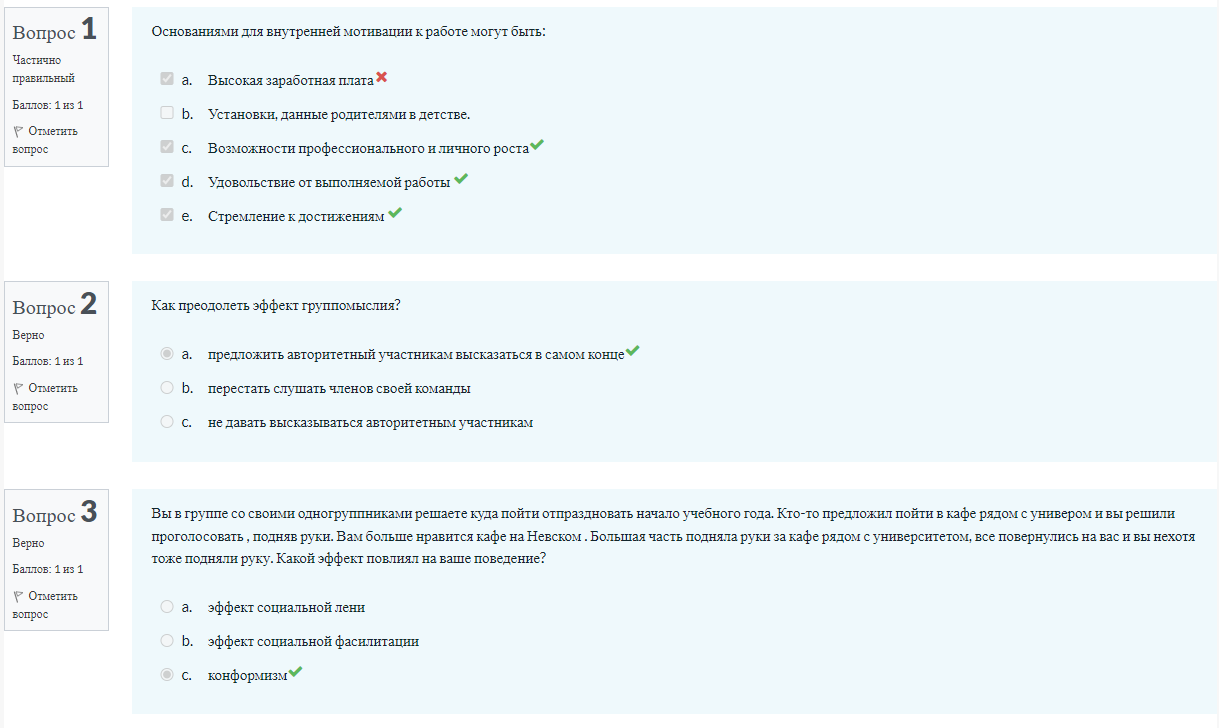 Вопрос 1
Частично
правильный
Баллов: 1 из 1
Отметить
вопрос
Основаниями для внутренней мотивации к работе могут быть:
a. Высокая заработная плата
b. Установки, данные родителями в детстве.
c. Возможности профессионального и личного роста
d. Удовольствие от выполняемой работы
e. Стремление к достижениям
Вопрос 2
Верно
Баллов: 1 из 1
Отметить
вопрос
Как преодолеть эффект группомыслия?
a. предложить авторитетный участникам высказаться в самом конце
b. перестать слушать членов своей команды
c. не давать высказываться авторитетным участникам
Вопрос 3
Верно
Баллов: 1 из 1
Отметить
вопрос
Вы в группе со своими одногруппниками решаете куда пойти отпраздновать начало учебного года. Кто-то предложил пойти в кафе рядом с универом и вы решили
проголосовать , подняв руки. Вам больше нравится кафе на Невском . Большая часть подняла руки за кафе рядом с университетом, все повернулись на вас и вы нехотя
тоже подняли руку. Какой эффект повлиял на ваше поведение?
a. эффект социальной лени
b. эффект социальной фасилитации
c. конформизм